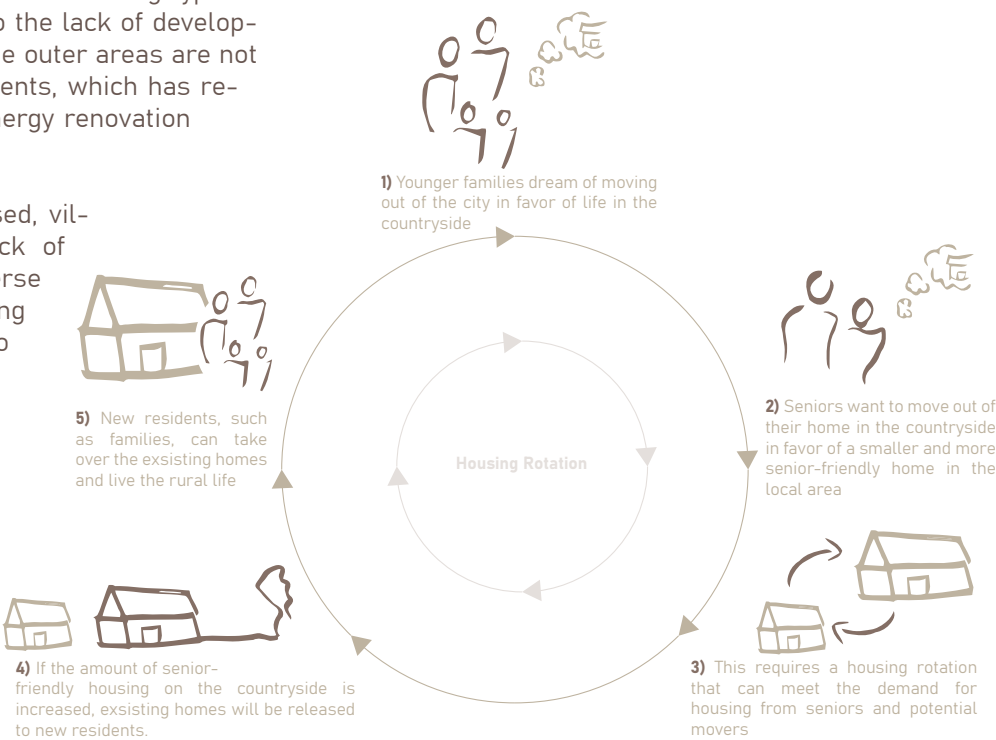 o the lack of develop-
e outer areas are not
ents, which has re-
nergy renovation
sed, vil-
ck of
erse
ng
o
1) Younger families dream of moving
out of the city in favor of life in the
countryside
2) Seniors want to move out of
their home in the countryside
in favor of a smaller and more
senior-friendly home in the
local area
3) This requires a housing rotation
that can meet the demand for
housing from seniors and potential
movers
4) If the amount of senior-
friendly housing on the countryside is
increased, exsisting homes will be released
to new residents.
5) New residents, such
as families, can take
over the exsisting homes
and live the rural life
Housing Rotation